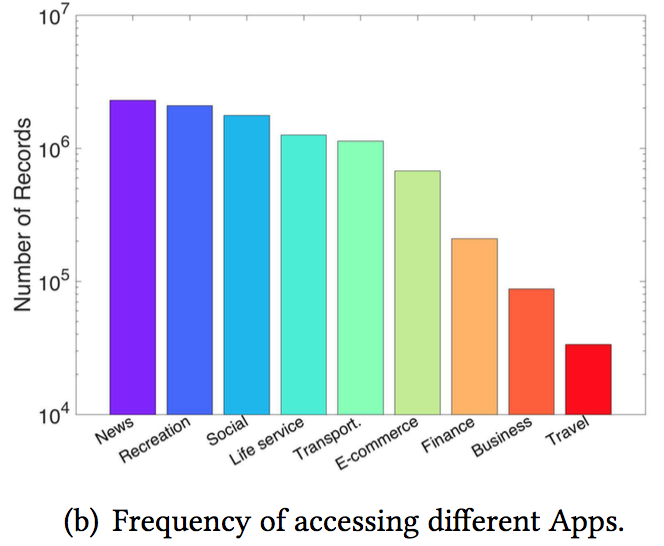 10^7
10^6
10^5
10^4
Number of Records
News
Recreation
Social
Life service
Transport.
E-commerce
Finance
Business
Travel
(b) Frequency of accessing different Apps.